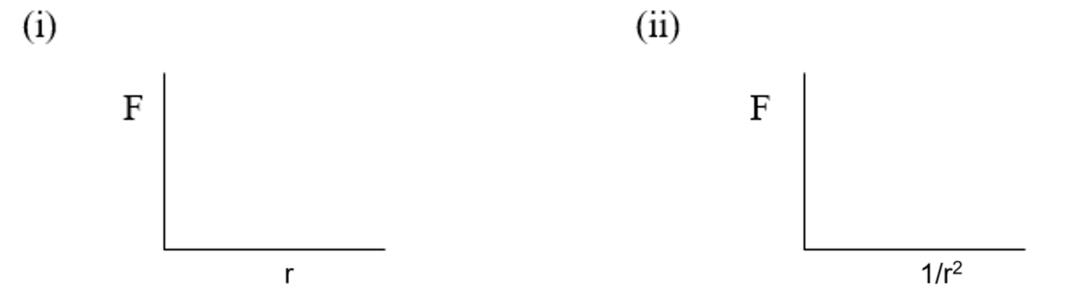 (i) (ii)
F F
r 1/r²